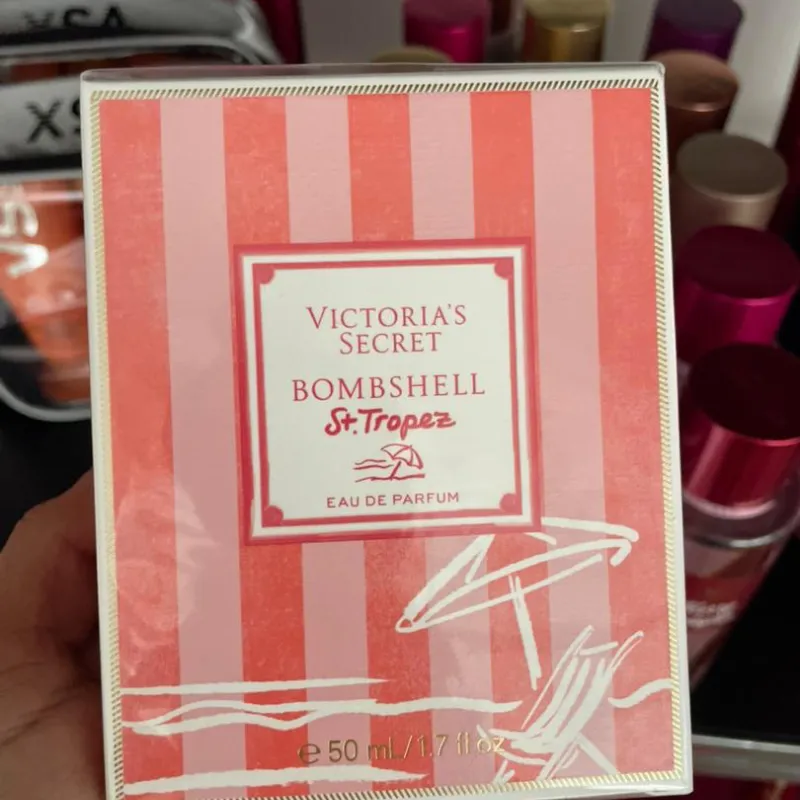 VICTORIA'S
SECRET
BOMBSHELL
St. Tropez
EAU DE PARFUM
e 50 mL/1.7 fl oz